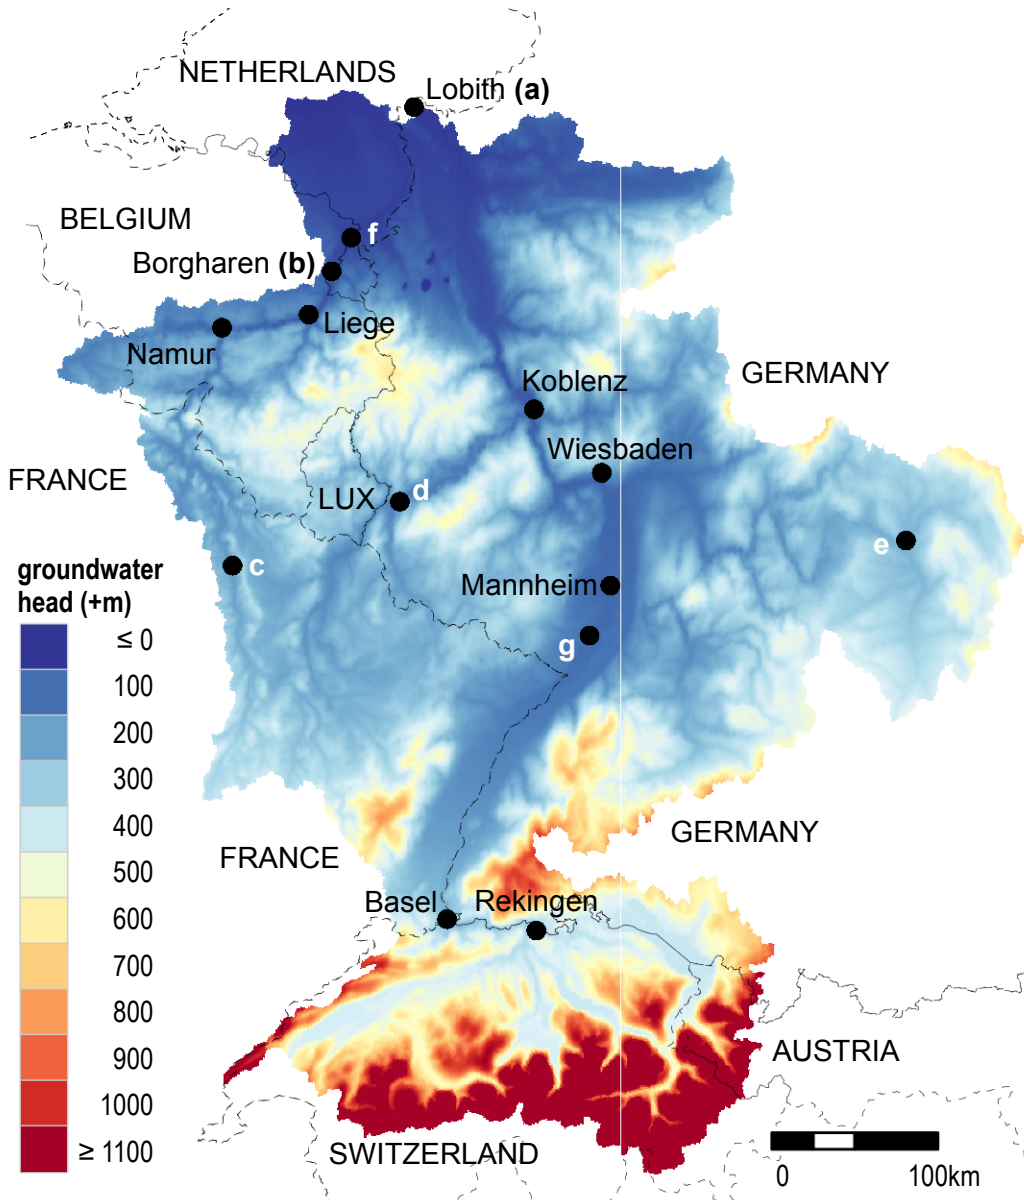 NETHERLANDS
Lobith (a)
BELGIUM
f
Borgharen (b)
Liege
Namur
Koblenz
GERMANY
Wiesbaden
FRANCE
LUX
d
e
c
groundwater
head (+m)
Mannheim
≤ 0
g
100
200
300
400
500
600
700
800
900
1000
≥ 1100
GERMANY
FRANCE
Basel
Rekingen
AUSTRIA
SWITZERLAND
0
100km